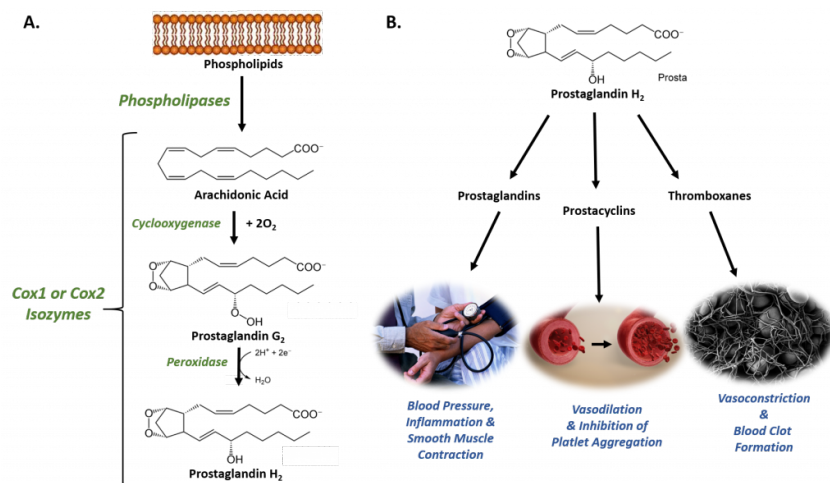 A.
Phospholipids
Phospholipases
COO⁻
Arachidonic Acid
Cyclooxygenase
+ 2O₂
O
O
COO⁻
O
OH
Prostaglandin G₂
Cox1 or Cox2
Isozymes
Peroxidase
2H⁺ + 2e⁻
H₂O
O
O
COO⁻
OH
Prostaglandin H₂
B.
O
O
COO⁻
OH
Prosta
Prostaglandin H₂
Prostaglandins
Prostacyclins
Thromboxanes
Blood Pressure,
Inflammation &
Smooth Muscle
Contraction
Vasodilation
& Inhibition of
Platlet Aggregation
Vasoconstriction
&
Blood Clot
Formation